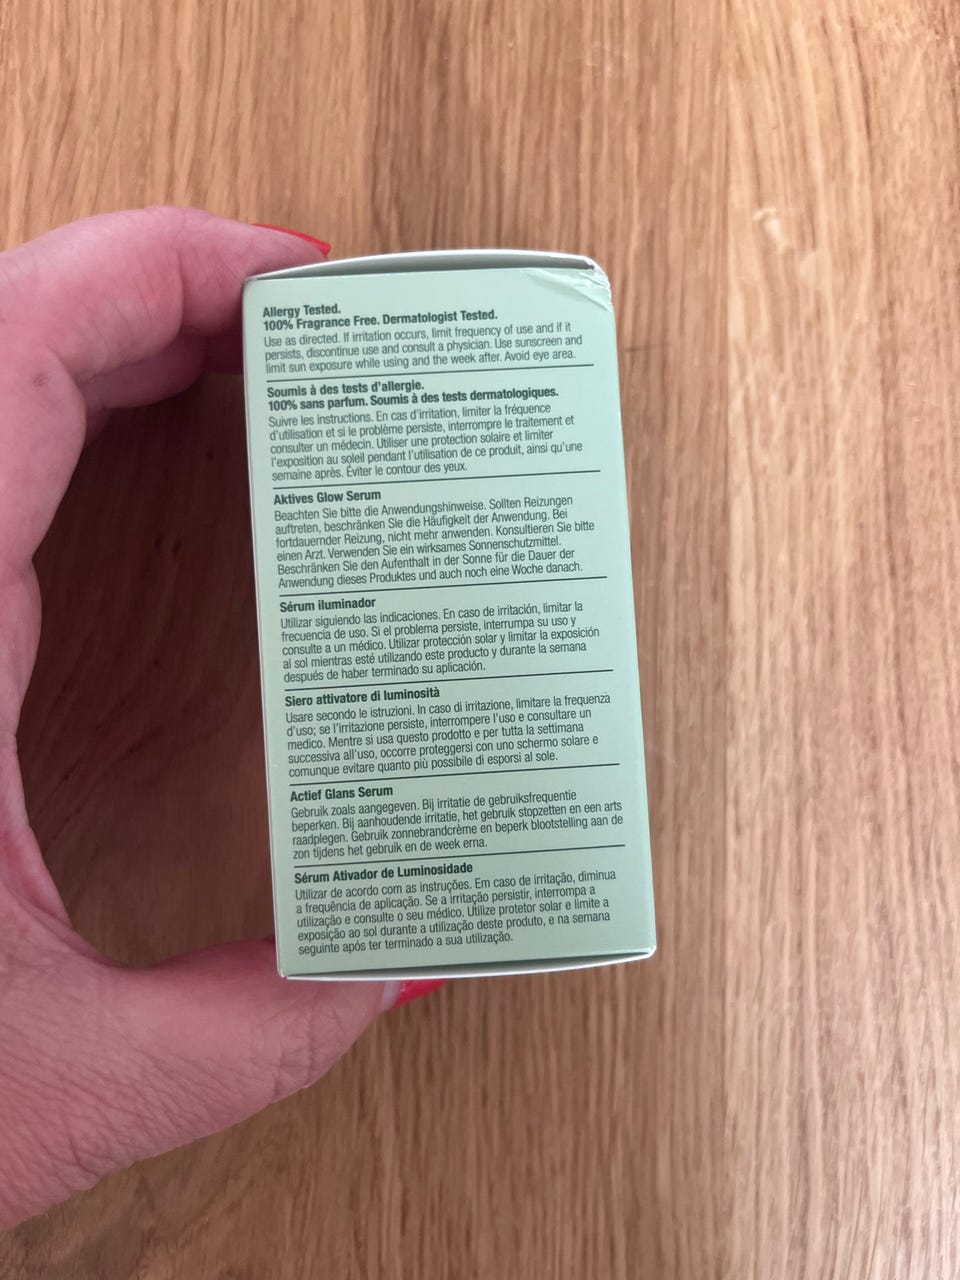 Allergy Tested.
100% Fragrance Free. Dermatologist Tested.
Use as directed. If irritation occurs, limit frequency of use and if it
persists, discontinue use and consult a physician. Use sunscreen and
limit sun exposure while using and the week after. Avoid eye area.
Soumis à des tests d'allergie.
100% sans parfum. Soumis à des tests dermatologiques.
Suivre les instructions. En cas d'irritation, limiter la fréquence
d'utilisation et si le problème persiste, interrompre le traitement et
consulter un médecin. Utiliser une protection solaire et limiter
l'exposition au soleil pendant l'utilisation de ce produit, ainsi qu'une
semaine après. Éviter le contour des yeux.
Aktives Glow Serum
Beachten Sie bitte die Anwendungshinweise. Sollten Reizungen
auftreten, beschränken Sie die Häufigkeit der Anwendung. Bei
fortdauernder Reizung, nicht mehr anwenden. Konsultieren Sie bitte
einen Arzt. Verwenden Sie ein wirksames Sonnenschutzmittel.
Beschränken Sie den Aufenthalt in der Sonne für die Dauer der
Anwendung dieses Produktes und auch noch eine Woche danach.
Sérum iluminador
Utilizar siguiendo las indicaciones. En caso de irritación, limitar la
frecuencia de uso. Si el problema persiste, interrumpa su uso y
consulte a un médico. Utilizar protección solar y limitar la exposición
al sol mientras esté utilizando este producto y durante la semana
después de haber terminado su aplicación.
Siero attivatore di luminosità
Usare secondo le istruzioni. In caso di irritazione, limitare la frequenza
d'uso; se l'irritazione persiste, interrompere l'uso e consultare un
medico. Mentre si usa questo prodotto e per tutta la settimana
successiva all'uso, occorre proteggersi con uno schermo solare e
comunque evitare quanto più possibile di esporsi al sole.
Actief Glans Serum
Gebruik zoals aangegeven. Bij irritatie de gebruiksfrequentie
beperken. Bij aanhoudende irritatie, het gebruik stopzetten en een arts
raadplegen. Gebruik zonnebrandcrème en beperk blootstelling aan de
zon tijdens het gebruik en de week erna.
Sérum Ativador de Luminosidade
Utilizar de acordo com as instruções. Em caso de irritação, diminua
a frequência de aplicação. Se a irritação persistir, interrompa a
utilização e consulte o seu médico. Utilize protetor solar e limite a
exposição ao sol durante a utilização deste produto, e na semana
seguinte após ter terminado a sua utilização.